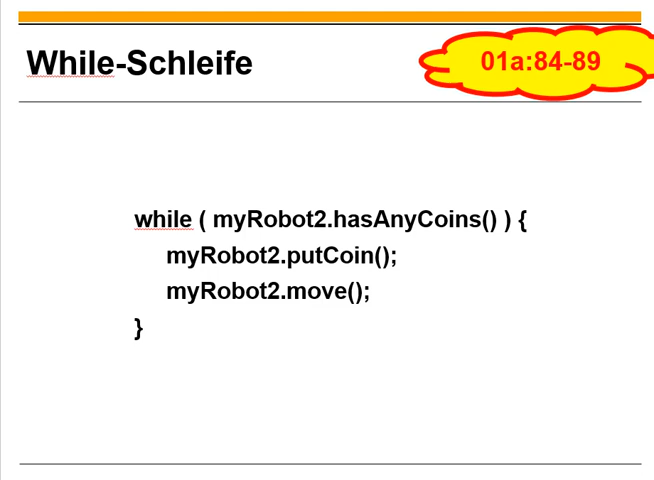 While-Schleife
01a:84-89
while ( myRobot2.hasAnyCoins() ) {
myRobot2.putCoin();
myRobot2.move();
}